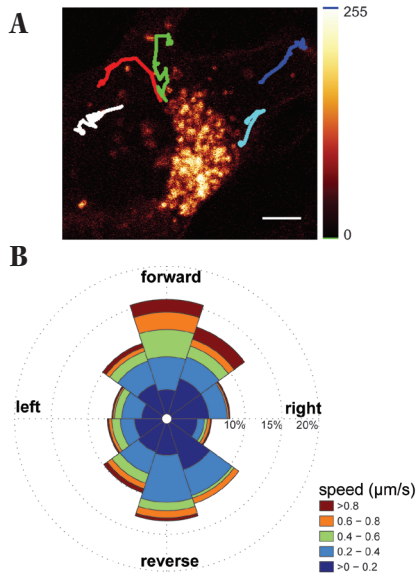 A
255
0
B
forward
left
right
10% 15% 20%
reverse
speed (μm/s)
>0.8
0.6 – 0.8
0.4 – 0.6
0.2 – 0.4
>0 – 0.2